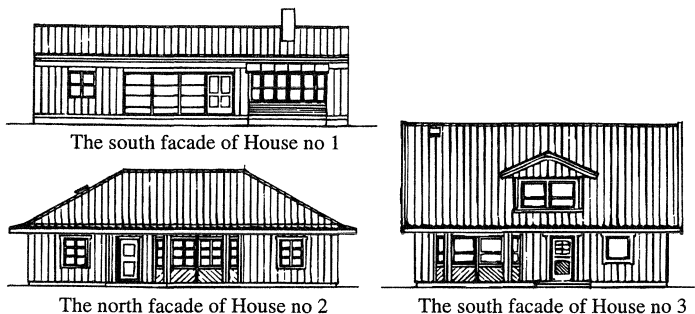 The south facade of House no 1
The north facade of House no 2
The south facade of House no 3